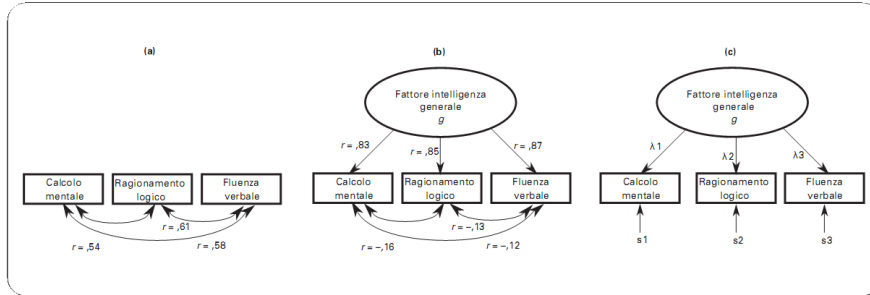 (a)
Calcolo
mentale
Ragionamento
logico
Fluenza
verbale
r = ,54
r = ,61
r = ,58
(b)
Fattore intelligenza
generale
g
r = ,83
r = ,85
r = ,87
Calcolo
mentale
Ragionamento
logico
Fluenza
verbale
r = –,16
r = –,13
r = –,12
(c)
Fattore intelligenza
generale
g
λ1
λ2
λ3
Calcolo
mentale
Ragionamento
logico
Fluenza
verbale
s1
s2
s3